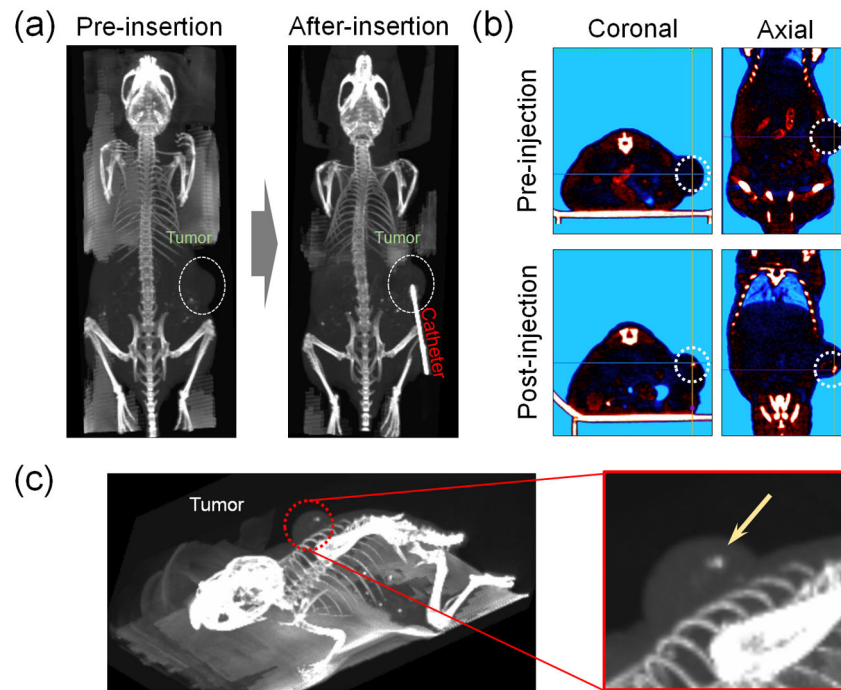 (a)
Pre-insertion
After-insertion
Tumor
Tumor
Catheter
(b)
Coronal
Axial
Pre-injection
Post-injection
(c)
Tumor